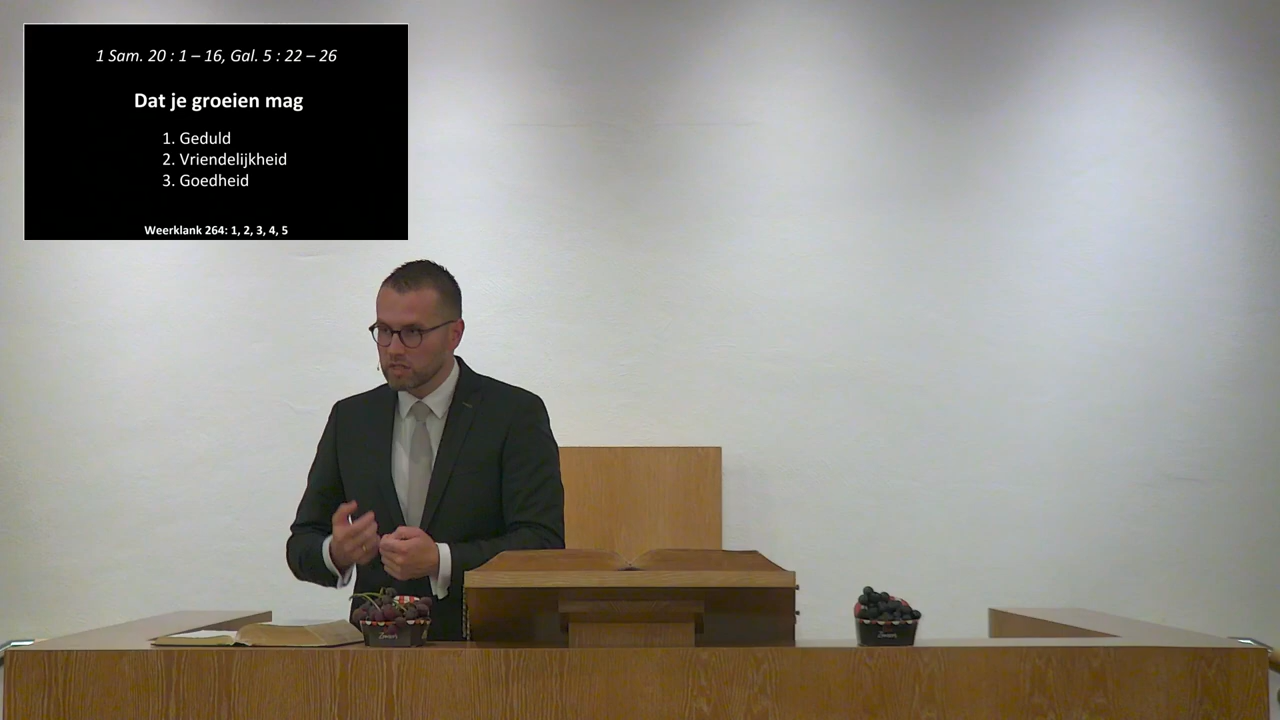 1 Sam. 20 : 1 – 16, Gal. 5 : 22 – 26
Dat je groeien mag
1. Geduld
2. Vriendelijkheid
3. Goedheid
Weerklank 264: 1, 2, 3, 4, 5